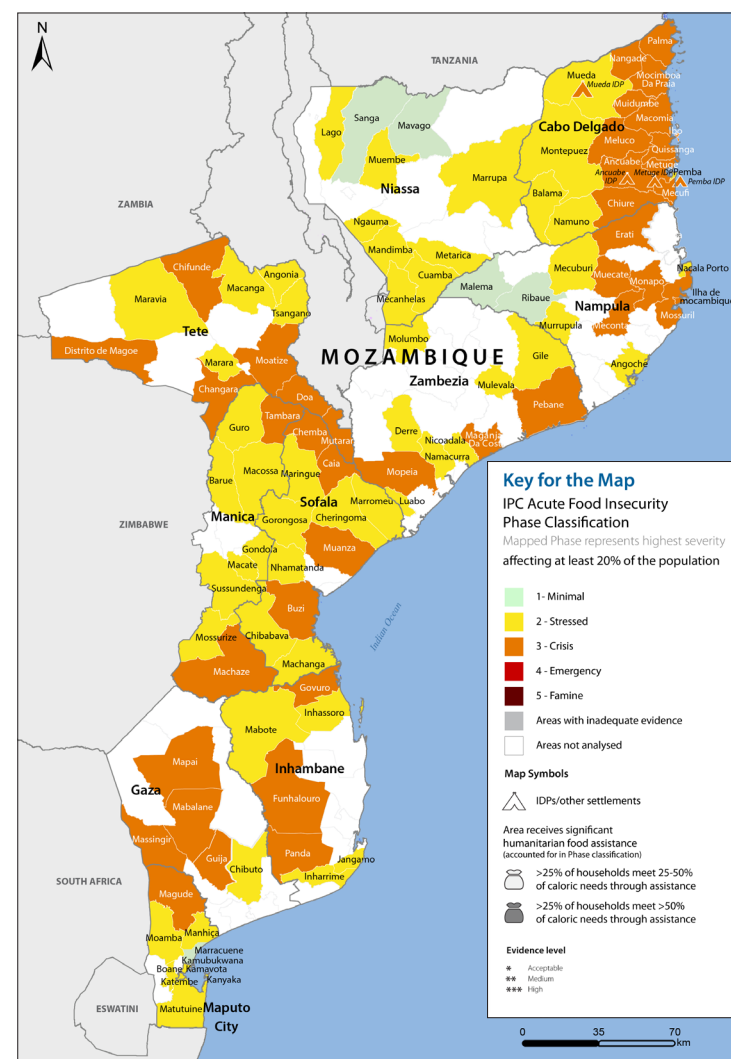 N
TANZANIA
ZAMBIA
ZIMBABWE
SOUTH AFRICA
ESWATINI
Indian Ocean
MOZAMBIQUE
Palma
Nangade
Mueda
Mueda IDP
Mocimboa
Da Praia
Muidumbe
Macomia
Ibo
Cabo Delgado
Meluco
Quissanga
Montepuez
Ancuabe
Metuge
Ancuabe
IDP
Metuge IDP
Pemba
Pemba IDP
Mecufi
Balama
Chiure
Namuno
Lago
Sanga
Mavago
Muembe
Marrupa
Niassa
Ngauma
Mandimba
Metarica
Cuamba
Mecanhelas
Erati
Mecuburi
Nacala Porto
Malema
Muecate
Monapo
Ribaue
Ilha de
mocambique
Nampula
Mossuril
Murrupula
Meconta
Angoche
Molumbo
Gile
Zambezia
Mulevala
Pebane
Derre
Nicoadala
Maganja
Da Costa
Namacurra
Mopeia
Luabo
Chifunde
Angonia
Macanga
Maravia
Tsangano
Tete
Distrito de Magoe
Marara
Moatize
Changara
Doa
Mutarar
Tambara
Guro
Chemba
Caia
Barue
Macossa
Maringue
Sofala
Marromeu
Manica
Gorongosa
Cheringoma
Muanza
Gondola
Macate
Nhamatanda
Sussundenga
Buzi
Mossurize
Chibabava
Machanga
Machaze
Govuro
Inhassoro
Mabote
Mapai
Inhambane
Gaza
Funhalouro
Mabalane
Massingir
Guija
Chibuto
Panda
Jangamo
Inharrime
Magude
Moamba
Manhiça
Marracuene
Kamubukwana
Boane
Kamavota
Katembe
Kanyaka
Matutuine
Maputo
City
Key for the Map
IPC Acute Food Insecurity
Phase Classification
Mapped Phase represents highest severity
affecting at least 20% of the population
1- Minimal
2 - Stressed
3 - Crisis
4 - Emergency
5 - Famine
Areas with inadequate evidence
Areas not analysed
Map Symbols
IDPs/other settlements
Area receives significant
humanitarian food assistance
(accounted for in Phase classification)
>25% of households meet 25-50%
of caloric needs through assistance
>25% of households meet >50%
of caloric needs through assistance
Evidence level
* Acceptable
** Medium
*** High
0 35 70
km